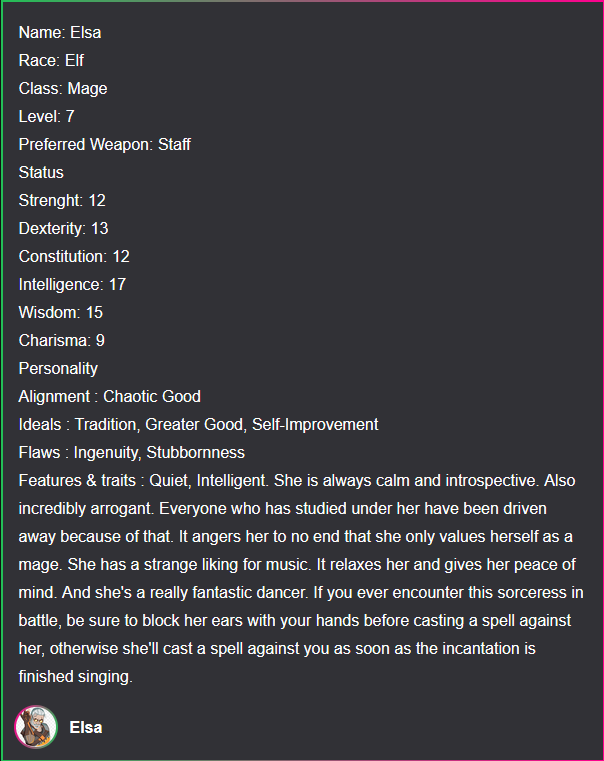 Name: Elsa
Race: Elf
Class: Mage
Level: 7
Preferred Weapon: Staff
Status
Strenght: 12
Dexterity: 13
Constitution: 12
Intelligence: 17
Wisdom: 15
Charisma: 9
Personality
Alignment : Chaotic Good
Ideals : Tradition, Greater Good, Self-Improvement
Flaws : Ingenuity, Stubbornness
Features & traits : Quiet, Intelligent. She is always calm and introspective. Also
incredibly arrogant. Everyone who has studied under her have been driven
away because of that. It angers her to no end that she only values herself as a
mage. She has a strange liking for music. It relaxes her and gives her peace of
mind. And she's a really fantastic dancer. If you ever encounter this sorceress in
battle, be sure to block her ears with your hands before casting a spell against
her, otherwise she'll cast a spell against you as soon as the incantation is
finished singing.
Elsa